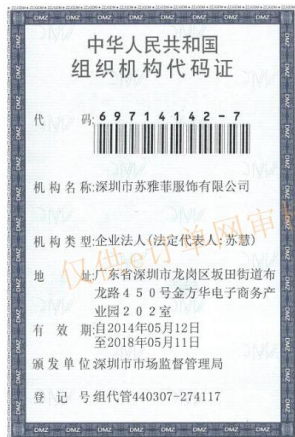 中华人民共和国
组织机构代码证
代 码:69714142-7
机构名称:深圳市苏雅菲服饰有限公司
机构类型:企业法人(法定代表人:苏慧)
地 址:广东省深圳市龙岗区坂田街道布
龙路450号金方华电子商务产
业园202室
有 效 期:自2014年05月12日
至2018年05月11日
颁发单位:深圳市市场监督管理局
登 记 号:组代管440307-274117
仅供e订单网审